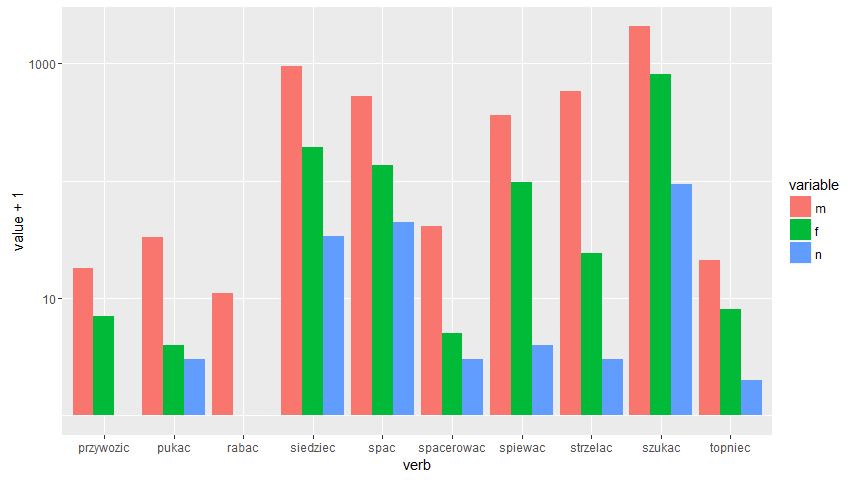 1000
10
value + 1
przywozic pukac rabac siedziec spac spacerowac spiewac strzelac szukac topniec
verb
variable
m
f
n